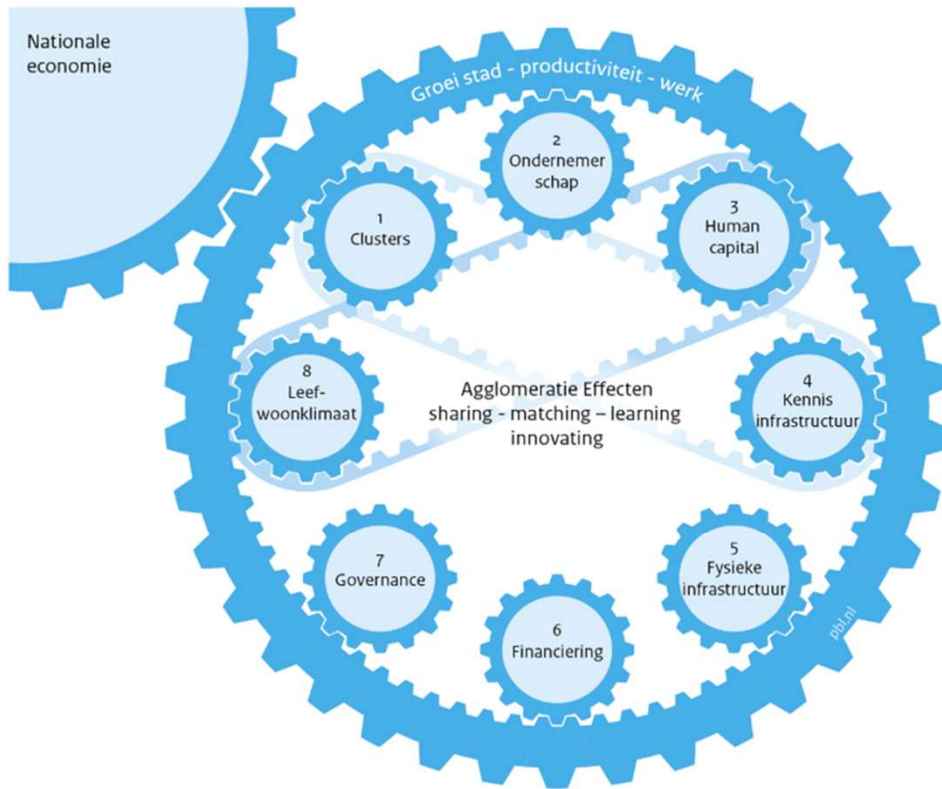 Nationale
economie
Groei stad - productiviteit - werk
2
Ondernemer
schap
1
Clusters
3
Human
capital
8
Leef-
woonklimaat
Agglomeratie Effecten
sharing - matching – learning
innovating
4
Kennis
infrastructuur
7
Governance
5
Fysieke
infrastructuur
6
Financiering
pbl.nl